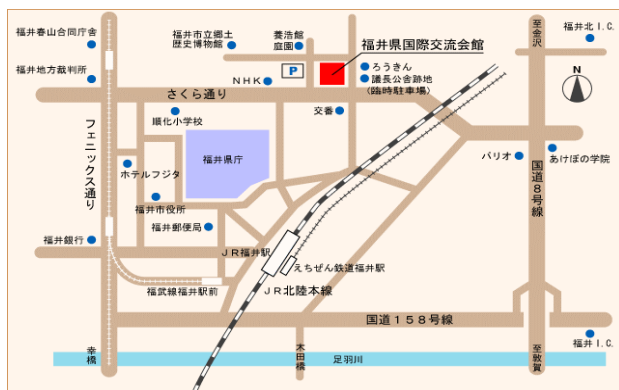 福井春山合同庁舎
福井市立郷土
歴史博物館
養浩館
庭園
福井県国際交流会館
至金沢
福井北I.C.
福井地方裁判所
NHK
P
ろうきん
議長公舎跡地
(臨時駐車場)
N
さくら通り
順化小学校
交番
フェニックス通り
福井県庁
バリオ
あけぼの学院
国道8号線
ホテルフジタ
福井市役所
福井郵便局
福井銀行
JR福井駅
えちぜん鉄道福井駅
福武線福井駅前
JR北陸本線
国道158号線
幸橋
木田橋
足羽川
至敦賀
福井I.C.